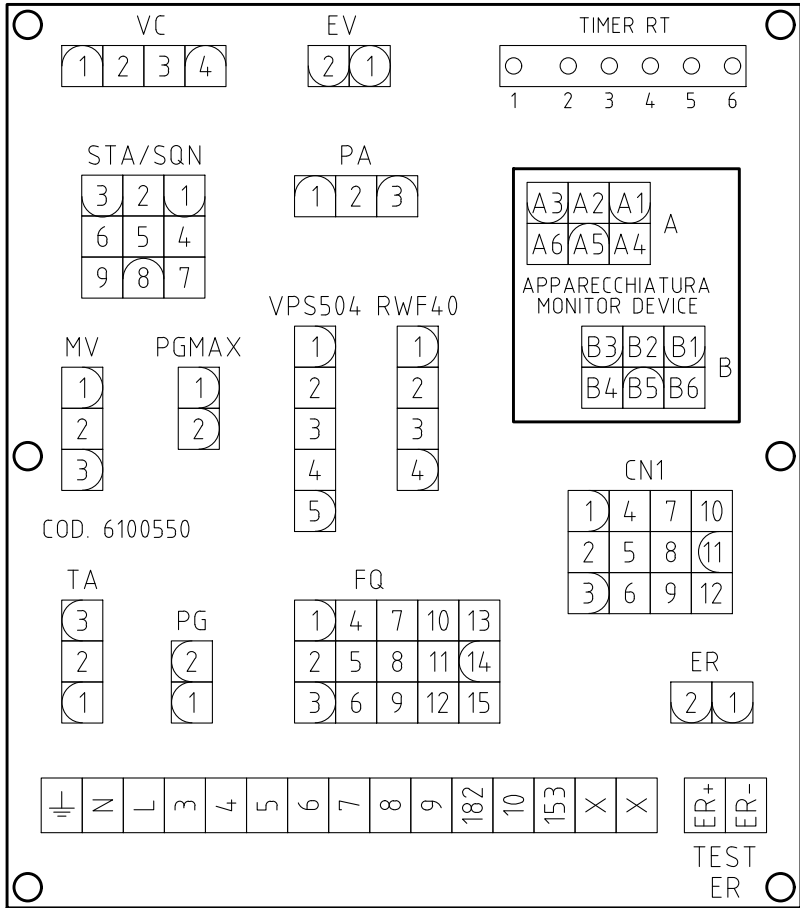 VC
1 2 3 4
EV
2 1
TIMER RT
1 2 3 4 5 6
STA/SQN
3 2 1
6 5 4
9 8 7
PA
1 2 3
A3 A2 A1
A6 A5 A4
A
APPARECCHIATURA
MONITOR DEVICE
B3 B2 B1
B4 B5 B6
B
MV
1
2
3
PGMAX
1
2
VPS504
1
2
3
4
5
RWF40
1
2
3
4
CN1
1 4 7 10
2 5 8 11
3 6 9 12
COD. 6100550
TA
3
2
1
PG
2
1
FQ
1 4 7 10 13
2 5 8 11 14
3 6 9 12 15
ER
2 1
N L 3 4 5 6 7 8 9 182 10 153 X X
ER+ ER-
TEST
ER